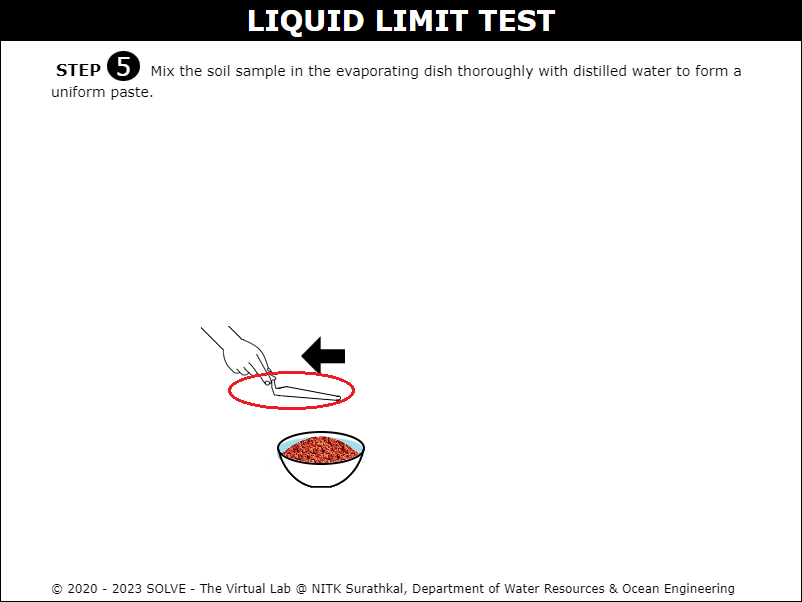 LIQUID LIMIT TEST
STEP 5 Mix the soil sample in the evaporating dish thoroughly with distilled water to form a
uniform paste.
© 2020 - 2023 SOLVE - The Virtual Lab @ NITK Surathkal, Department of Water Resources & Ocean Engineering